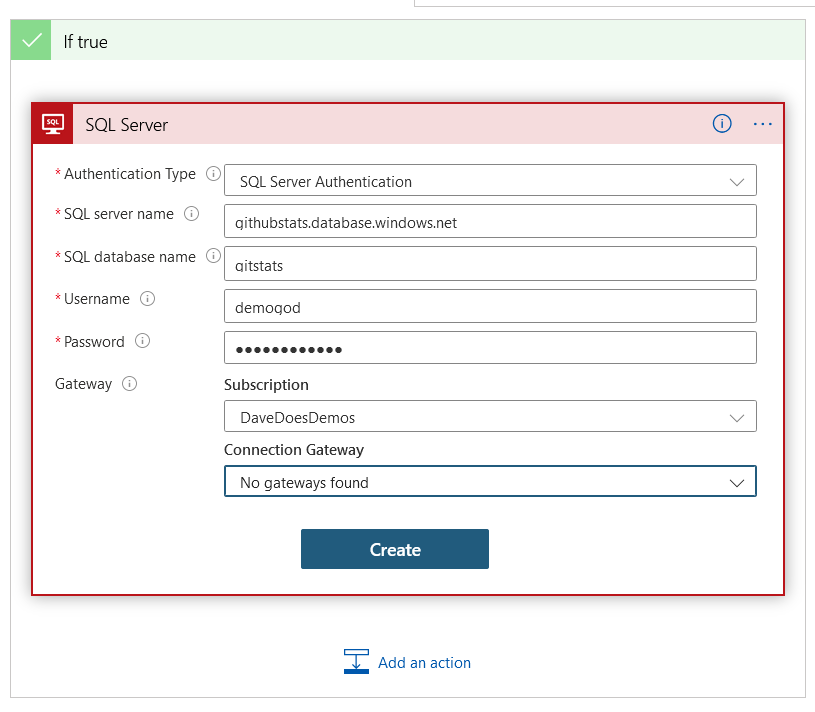 If true
SQL
SQL Server
* Authentication Type
SQL Server Authentication
* SQL server name
githubstats.database.windows.net
* SQL database name
gitstats
* Username
demogod
* Password
••••••••••••
Gateway
Subscription
DaveDoesDemos
Connection Gateway
No gateways found
Create
Add an action